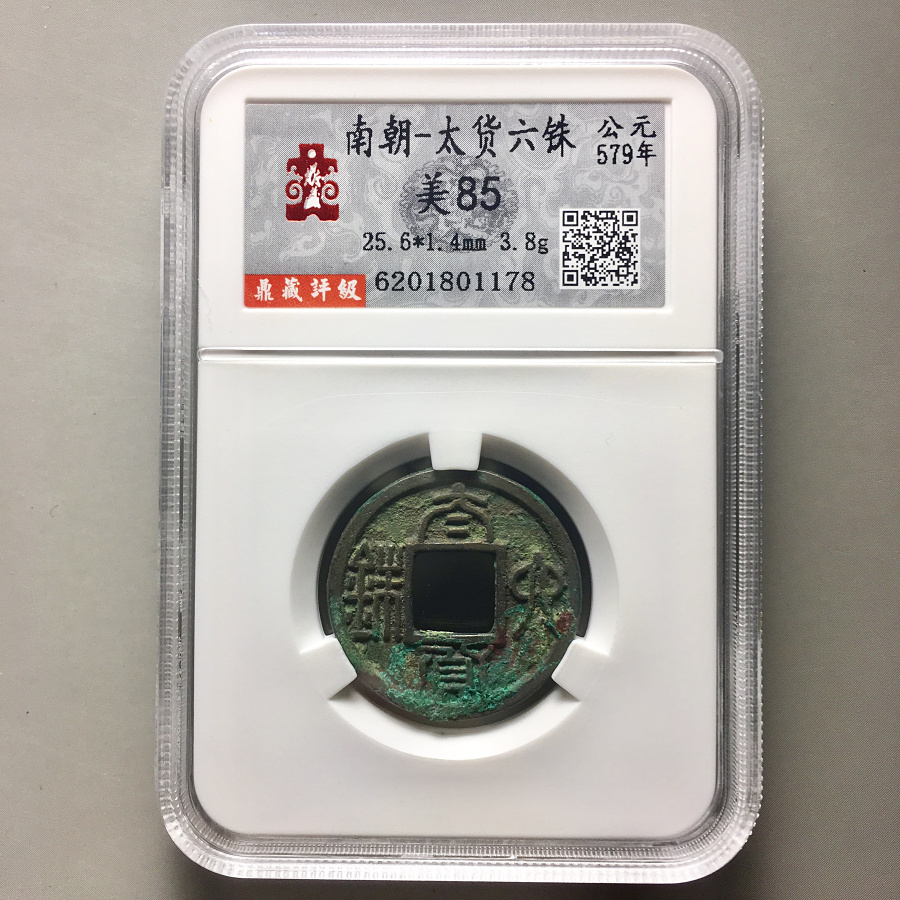 南朝-太货六铢
公元
579年
美85
25.6*1.4mm 3.8g
鼎藏評級
6201801178
太
六
銖
貨